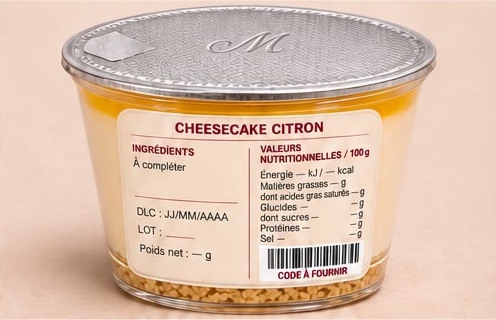 M
CHEESECAKE CITRON
INGRÉDIENTS
À compléter
DLC : JJ/MM/AAAA
LOT :
Poids net : — g
VALEURS
NUTRITIONNELLES / 100 g
Énergie — kJ / — kcal
Matières grasses — g
dont acides gras saturés — g
Glucides — — g
dont sucres — — g
Protéines — — g
Sel — — g
CODE À FOURNIR